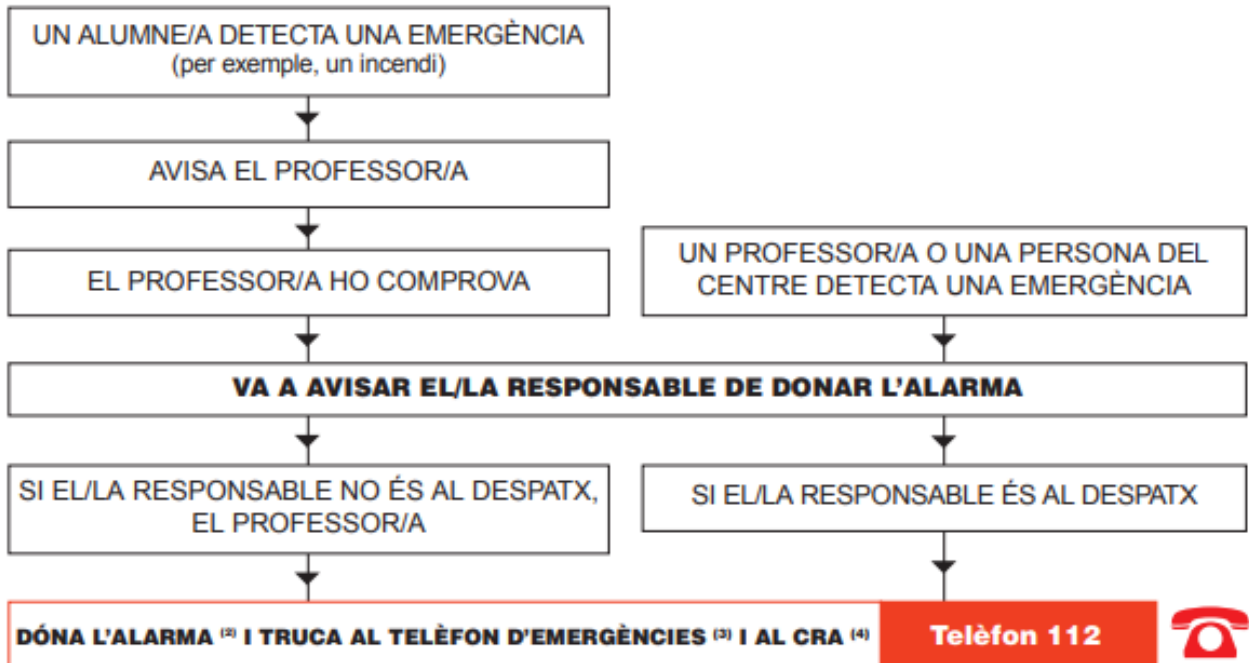 UN ALUMNE/A DETECTA UNA EMERGÈNCIA
(per exemple, un incendi)
AVISA EL PROFESSOR/A
EL PROFESSOR/A HO COMPROVA
UN PROFESSOR/A O UNA PERSONA DEL
CENTRE DETECTA UNA EMERGÈNCIA
VA A AVISAR EL/LA RESPONSABLE DE DONAR L’ALARMA
SI EL/LA RESPONSABLE NO ÉS AL DESPATX,
EL PROFESSOR/A
SI EL/LA RESPONSABLE ÉS AL DESPATX
DÓNA L’ALARMA (2) I TRUCA AL TELÈFON D’EMERGÈNCIES (3) I AL CRA (4)
Telèfon 112